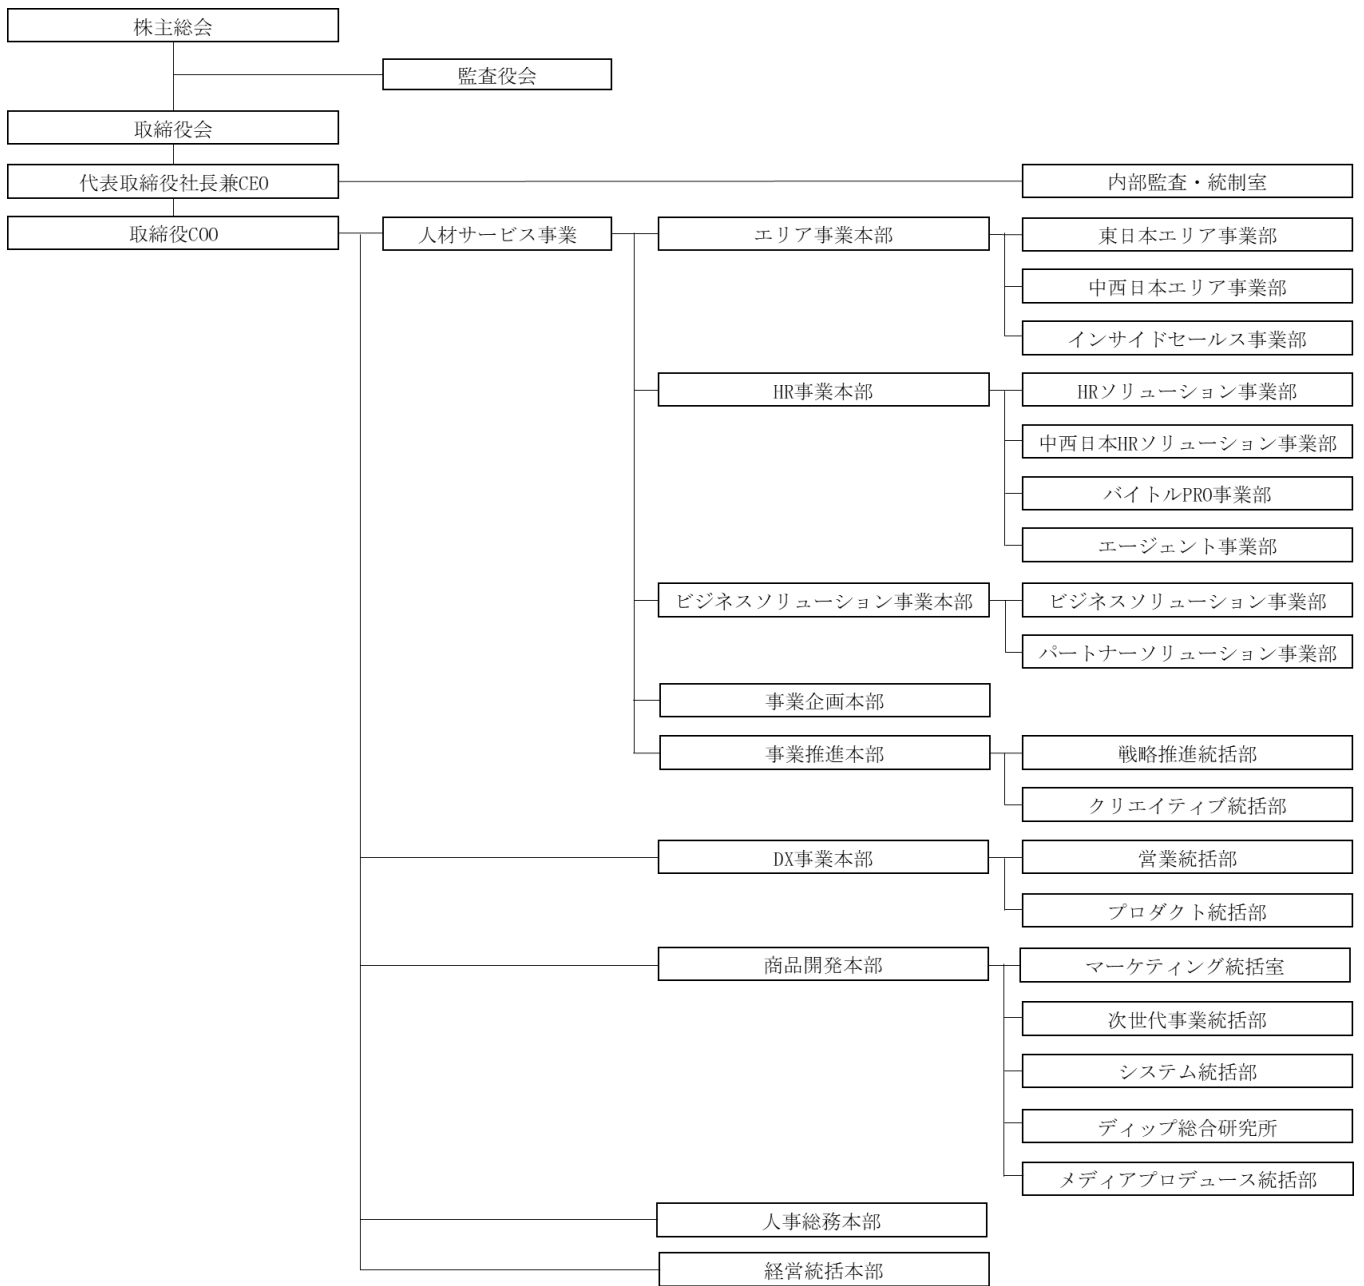 株主総会
監査役会
取締役会
代表取締役社長兼CEO
内部監査・統制室
取締役COO
人材サービス事業
エリア事業本部
東日本エリア事業部
中西日本エリア事業部
インサイドセールス事業部
HR事業本部
HRソリューション事業部
中西日本HRソリューション事業部
バイトルPRO事業部
エージェント事業部
ビジネスソリューション事業本部
ビジネスソリューション事業部
パートナーソリューション事業部
事業企画本部
事業推進本部
戦略推進統括部
クリエイティブ統括部
DX事業本部
営業統括部
プロダクト統括部
商品開発本部
マーケティング統括室
次世代事業統括部
システム統括部
ディップ総合研究所
メディアプロデュース統括部
人事総務本部
経営統括本部